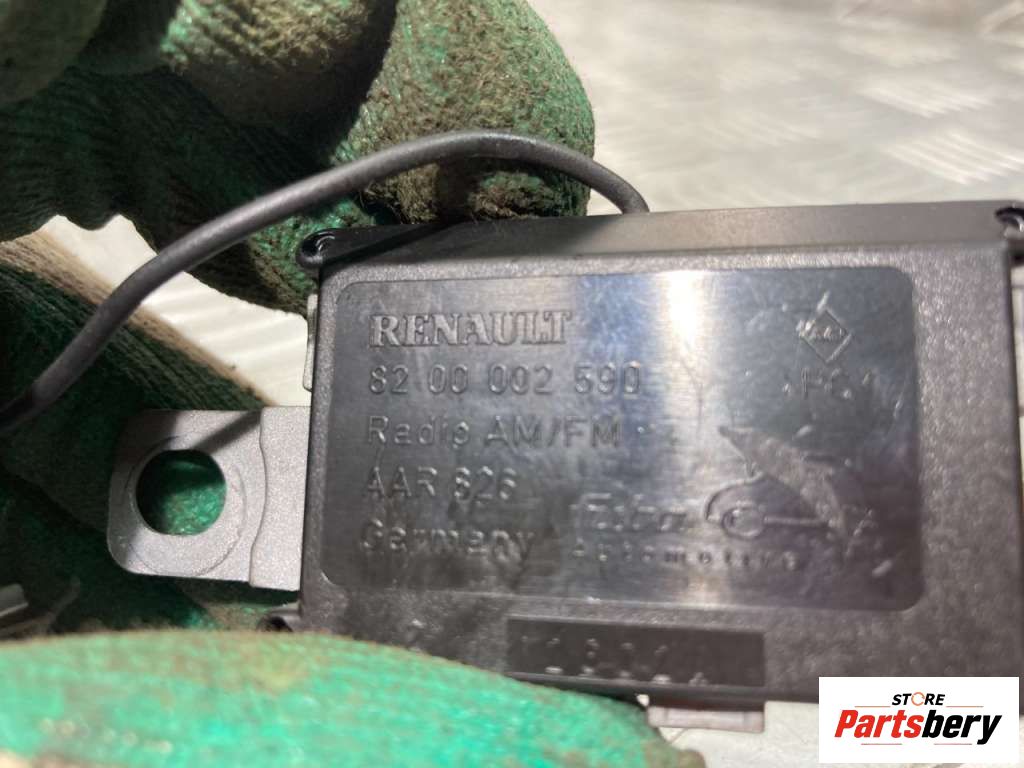 RENAULT
82 00 002 590
Radio AM/FM
AAR 826
Germany
Automotive
STORE
Partsbery